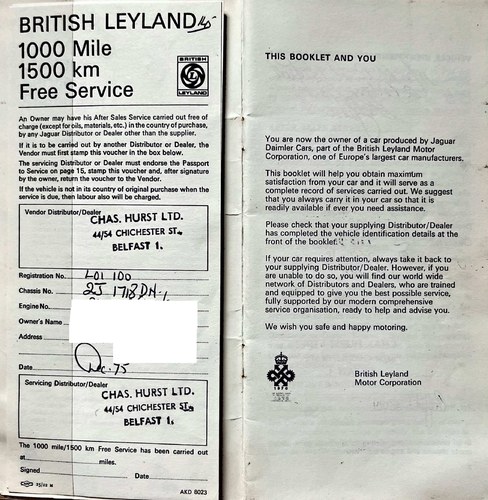 BRITISH LEYLAND
1000 Mile
1500 km
Free Service
BRITISH
LEYLAND
An Owner may have his After Sales Service carried out free of
charge (except for oils, materials, etc.) in the country of purchase,
by any Jaguar Distributor or Dealer other than the supplier.
If it is to be carried out by another Distributor or Dealer, the
Vendor must first stamp this voucher in the box below.
The servicing Distributor or Dealer must endorse the Passport
to Service on page 15, stamp this voucher and, after signature
by the owner, return the voucher to the Vendor.
If the vehicle is not in its country of original purchase when the
service is due, then labour also will be charged.
Vendor Distributor/Dealer
CHAS. HURST LTD.
44/54 CHICHESTER ST.,
BELFAST 1.
Registration No. LOI 100
Chassis No. 2J 1718 DN
Engine No.
Owner's Name
Address
Date Dec. 75
Servicing Distributor/Dealer
CHAS. HURST LTD.
44/54 CHICHESTER ST.,
BELFAST 1.
The 1000 mile/1500 km Free Service has been carried out
at miles.
Signed Date
AKD 8023
THIS BOOKLET AND YOU
You are now the owner of a car produced by Jaguar
Daimler Cars, part of the British Leyland Motor
Corporation, one of Europe's largest car manufacturers.
This booklet will help you obtain maximum
satisfaction from your car and it will serve as a
complete record of services carried out. We suggest
that you always carry it in your car so that it is
readily available if ever you need assistance.
Please check that your supplying Distributor/Dealer
has completed the vehicle identification details at the
front of the booklet.
If your car requires attention, always take it back to
your supplying Distributor/Dealer. However, if you
are unable to do so, you will find our world wide
network of Distributors and Dealers, who are trained
and equipped to give you the best possible service,
fully supported by our modern comprehensive
service organisation, ready to help and advise you.
We wish you safe and happy motoring.
British Leyland
Motor Corporation